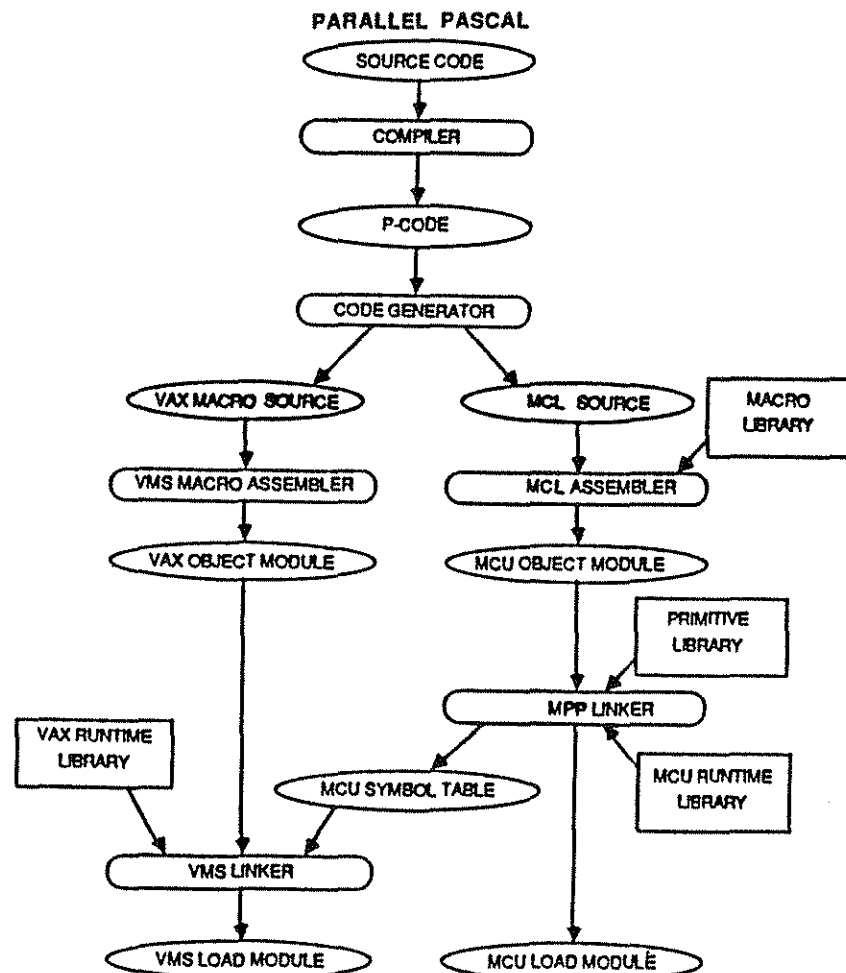 PARALLEL PASCAL
SOURCE CODE
COMPILER
P-CODE
CODE GENERATOR
VAX MACRO SOURCE
MCL SOURCE
MACRO
LIBRARY
VMS MACRO ASSEMBLER
MCL ASSEMBLER
VAX OBJECT MODULE
MCU OBJECT MODULE
PRIMITIVE
LIBRARY
MPP LINKER
VAX RUNTIME
LIBRARY
MCU SYMBOL TABLE
MCU RUNTIME
LIBRARY
VMS LINKER
VMS LOAD MODULE
MCU LOAD MODULE